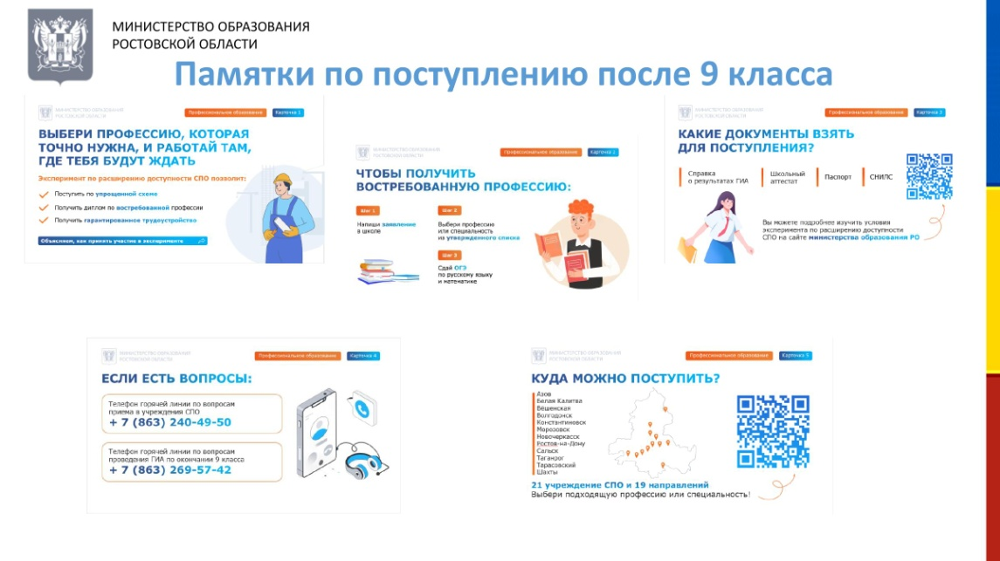 МИНИСТЕРСТВО ОБРАЗОВАНИЯ
РОСТОВСКОЙ ОБЛАСТИ
Памятки по поступлению после 9 класса
МИНИСТЕРСТВО ОБРАЗОВАНИЯ
РОСТОВСКОЙ ОБЛАСТИ
Профессиональное образование
Карточка 1
ВЫБЕРИ ПРОФЕССИЮ, КОТОРАЯ
ТОЧНО НУЖНА, И РАБОТАЙ ТАМ,
ГДЕ ТЕБЯ БУДУТ ЖДАТЬ
Эксперимент по расширению доступности СПО позволит:
Поступить по упрощенной схеме
Получить диплом по востребованной профессии
Получить гарантированное трудоустройство
Объясняем, как принять участие в эксперименте
МИНИСТЕРСТВО ОБРАЗОВАНИЯ
РОСТОВСКОЙ ОБЛАСТИ
Профессиональное образование
Карточка 2
ЧТОБЫ ПОЛУЧИТЬ
ВОСТРЕБОВАННУЮ ПРОФЕССИЮ:
Шаг 1
Напиши заявление
в школе
Шаг 2
Выбери профессию
или специальность
из утвержденного списка
Шаг 3
Сдай ОГЭ
по русскому языку
и математике
МИНИСТЕРСТВО ОБРАЗОВАНИЯ
РОСТОВСКОЙ ОБЛАСТИ
Профессиональное образование
Карточка 3
КАКИЕ ДОКУМЕНТЫ ВЗЯТЬ
ДЛЯ ПОСТУПЛЕНИЯ?
Справка
о результатах ГИА
Школьный
аттестат
Паспорт
СНИЛС
Вы можете подробнее изучить условия
эксперимента по расширению доступности
СПО на сайте министерства образования РО
МИНИСТЕРСТВО ОБРАЗОВАНИЯ
РОСТОВСКОЙ ОБЛАСТИ
Профессиональное образование
Карточка 4
ЕСЛИ ЕСТЬ ВОПРОСЫ:
Телефон горячей линии по вопросам
приема в учреждения СПО
+ 7 (863) 240-49-50
Телефон горячей линии по вопросам
проводения ГИА по окончании 9 класса
+ 7 (863) 269-57-42
МИНИСТЕРСТВО ОБРАЗОВАНИЯ
РОСТОВСКОЙ ОБЛАСТИ
Профессиональное образование
Карточка 5
КУДА МОЖНО ПОСТУПИТЬ?
Азов
Белая Калитва
Вёшенская
Волгодонск
Константиновск
Морозовск
Новочеркасск
Ростов-на-Дону
Сальск
Таганрог
Тарасовский
Шахты
21 учреждение СПО и 19 направлений
Выбери подходящую профессию или специальность!